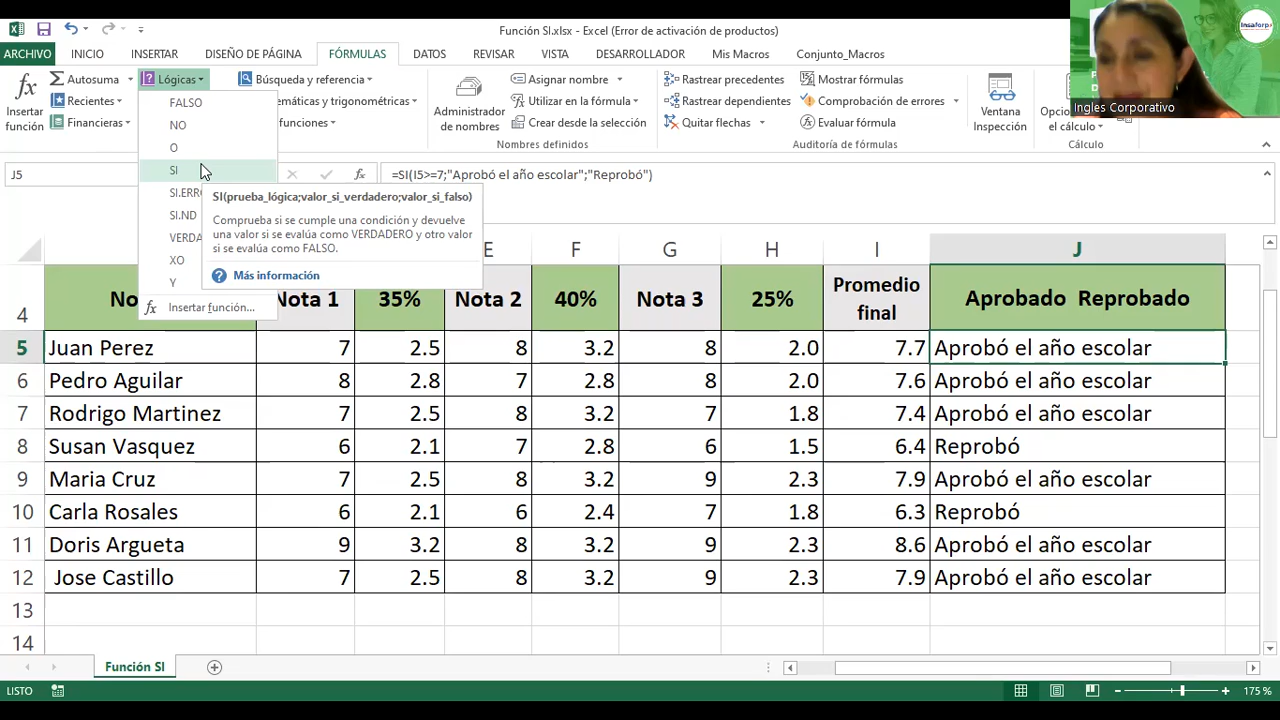 Función SI.xlsx - Excel (Error de activación de productos)
Insaforp
ARCHIVO INICIO INSERTAR DISEÑO DE PÁGINA FÓRMULAS DATOS REVISAR VISTA DESARROLLADOR Mis Macros Conjunto_Macros
Ingles Corporativo
fx Insertar función
Autosuma
Recientes
Financieras
Lógicas
Búsqueda y referencia
emáticas y trigonométricas
funciones
Administrador de nombres
Asignar nombre
Utilizar en la fórmula
Crear desde la selección
Nombres definidos
Rastrear precedentes
Rastrear dependientes
Quitar flechas
Mostrar fórmulas
Comprobación de errores
Evaluar fórmula
Auditoría de fórmulas
Ventana Inspección
el cálculo
Cálculo
FALSO
NO
O
SI
SI.ERR
SI.ND
VERDA
XO
Y
fx Insertar función...
SI(prueba_lógica;valor_si_verdadero;valor_si_falso)
Comprueba si se cumple una condición y devuelve
una valor si se evalúa como VERDADERO y otro valor
si se evalúa como FALSO.
? Más información
J5
fx =SI(I5>=7;"Aprobó el año escolar";"Reprobó")
E F G H I J
4 No Nota 1 35% Nota 2 40% Nota 3 25% Promedio final Aprobado Reprobado
5 Juan Perez 7 2.5 8 3.2 8 2.0 7.7 Aprobó el año escolar
6 Pedro Aguilar 8 2.8 7 2.8 8 2.0 7.6 Aprobó el año escolar
7 Rodrigo Martinez 7 2.5 8 3.2 7 1.8 7.4 Aprobó el año escolar
8 Susan Vasquez 6 2.1 7 2.8 6 1.5 6.4 Reprobó
9 Maria Cruz 7 2.5 8 3.2 9 2.3 7.9 Aprobó el año escolar
10 Carla Rosales 6 2.1 6 2.4 7 1.8 6.3 Reprobó
11 Doris Argueta 9 3.2 8 3.2 9 2.3 8.6 Aprobó el año escolar
12 Jose Castillo 7 2.5 8 3.2 9 2.3 7.9 Aprobó el año escolar
13
14
Función SI
LISTO
175 %